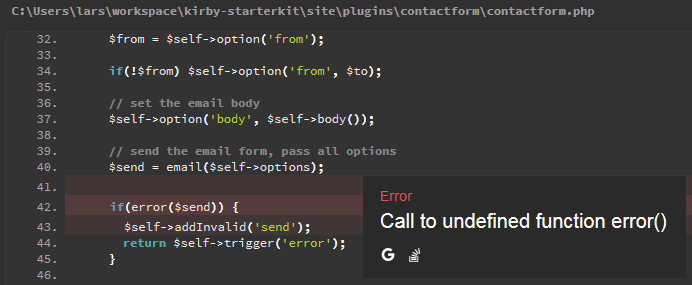 C:\Users\lars\workspace\kirby-starterkit\site\plugins\contactform\contactform.php
32. $from = $self->option('from');
33.
34. if(!$from) $self->option('from', $to);
35.
36. // set the email body
37. $self->option('body', $self->body());
38.
39. // send the email form, pass all options
40. $send = email($self->options);
41.
42. if(error($send)) {
43. $self->addInvalid('send');
44. return $self->trigger('error');
45. }
46.
Error
Call to undefined function error()
G